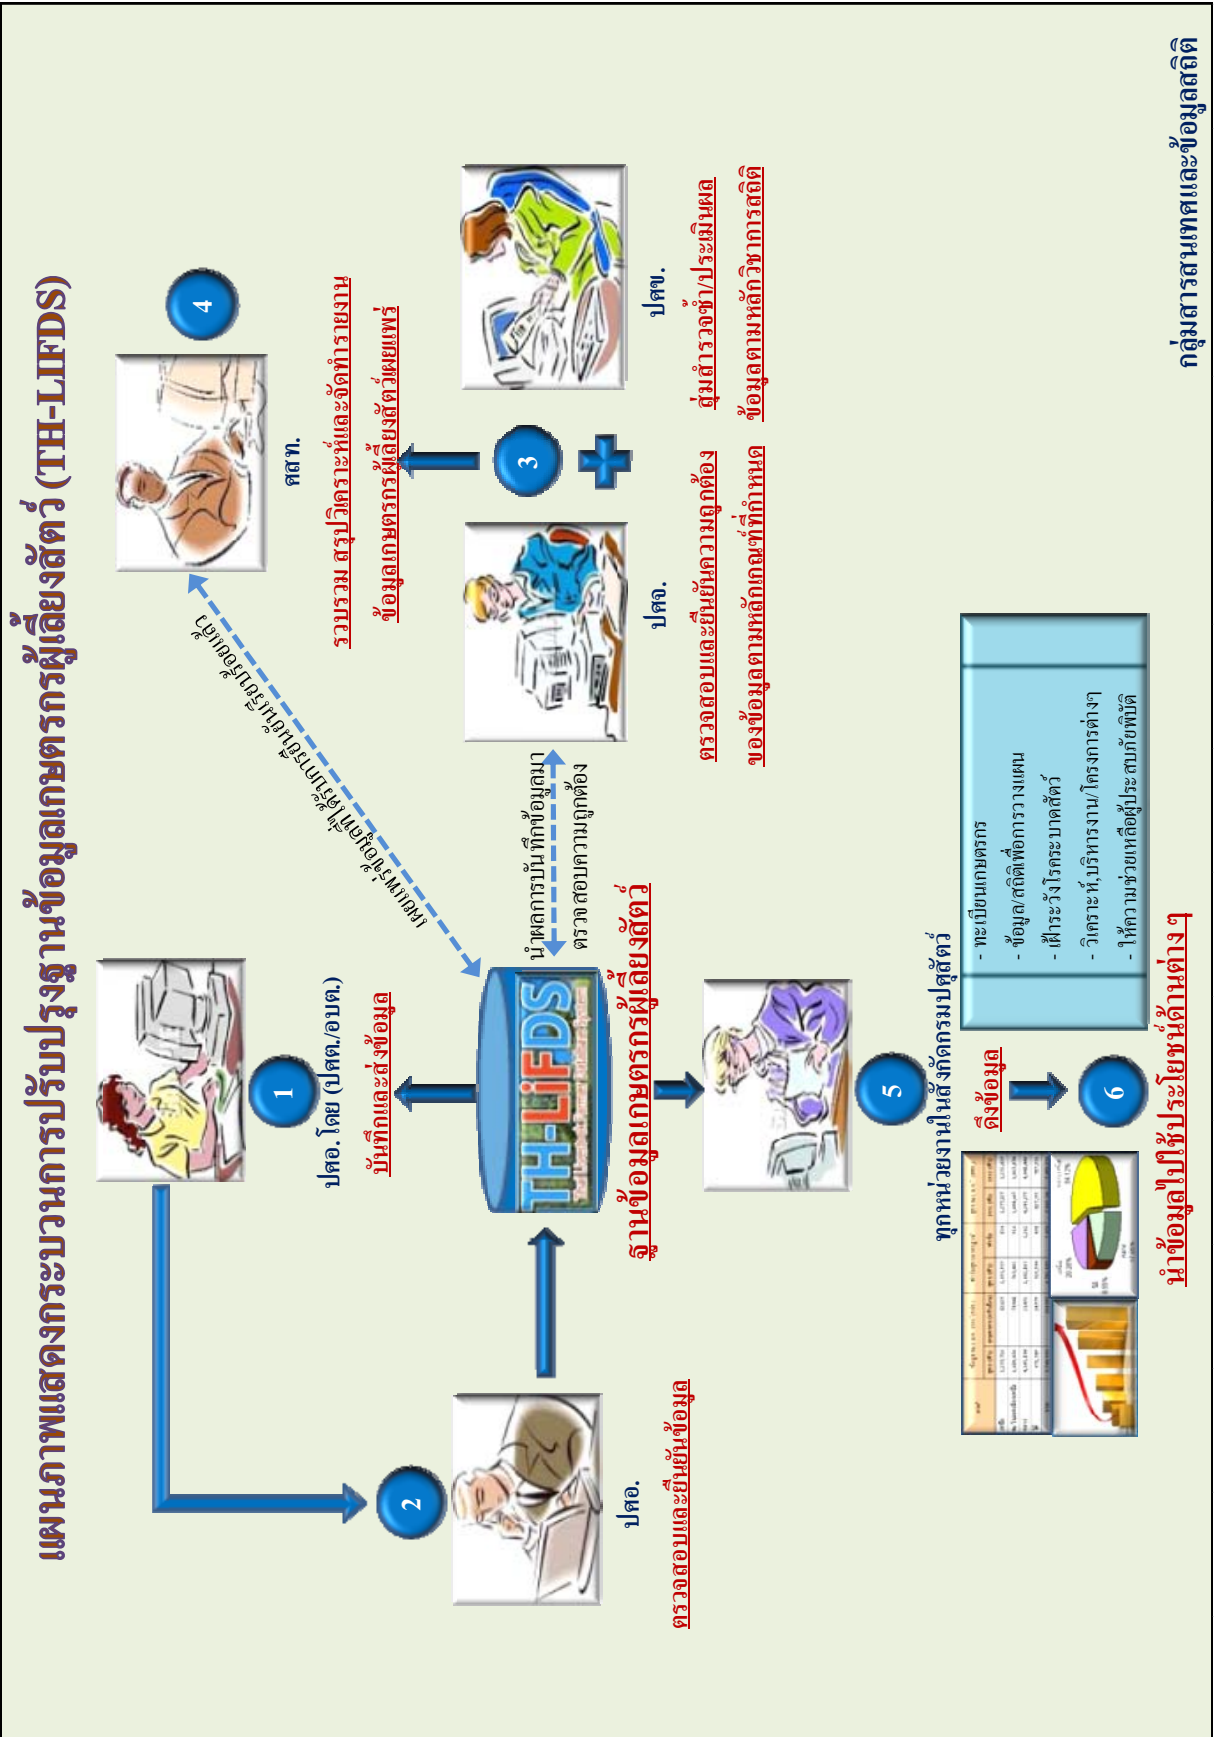 แผนภาพแสดงกระบวนการปรับปรุงฐานข้อมูลเกษตรกรผู้เลี้ยงสัตว์ (TH-LIFDS)
1
ปศอ.โดย (ปศต./อบต.)
บันทึกและส่งข้อมูล
2
ปศอ.
ตรวจสอบและยืนยันข้อมูล
TH-LiFDS
ฐานข้อมูลเกษตรกรผู้เลี้ยงสัตว์
นำผลการบันทึกข้อมูลมา
ตรวจสอบความถูกต้อง
เผยแพร่ข้อมูลที่ได้รับการยืนยันเรียบร้อยแล้ว
3
ปศจ.
ตรวจสอบและยืนยันความถูกต้อง
ของข้อมูลตามหลักเกณฑ์ที่กำหนด
ปศข.
สุ่มสำรวจซ้ำ/ประเมินผล
ข้อมูลตามหลักวิชาการสถิติ
4
ศสท.
รวบรวม สรุปวิเคราะห์และจัดทำรายงาน
ข้อมูลเกษตรกรผู้เลี้ยงสัตว์เผยแพร่
5
ทุกหน่วยงานในสังกัดกรมปศุสัตว์
ดึงข้อมูล
6
นำข้อมูลไปใช้ประโยชน์ด้านต่างๆ
- ทะเบียนเกษตรกร
- ข้อมูล/สถิติเพื่อการวางแผน
- เฝ้าระวังโรคระบาดสัตว์
- วิเคราะห์,บริหารงาน/โครงการต่างๆ
- ให้ความช่วยเหลือผู้ประสบภัยพิบัติ
กลุ่มสารสนเทศและข้อมูลสถิติ